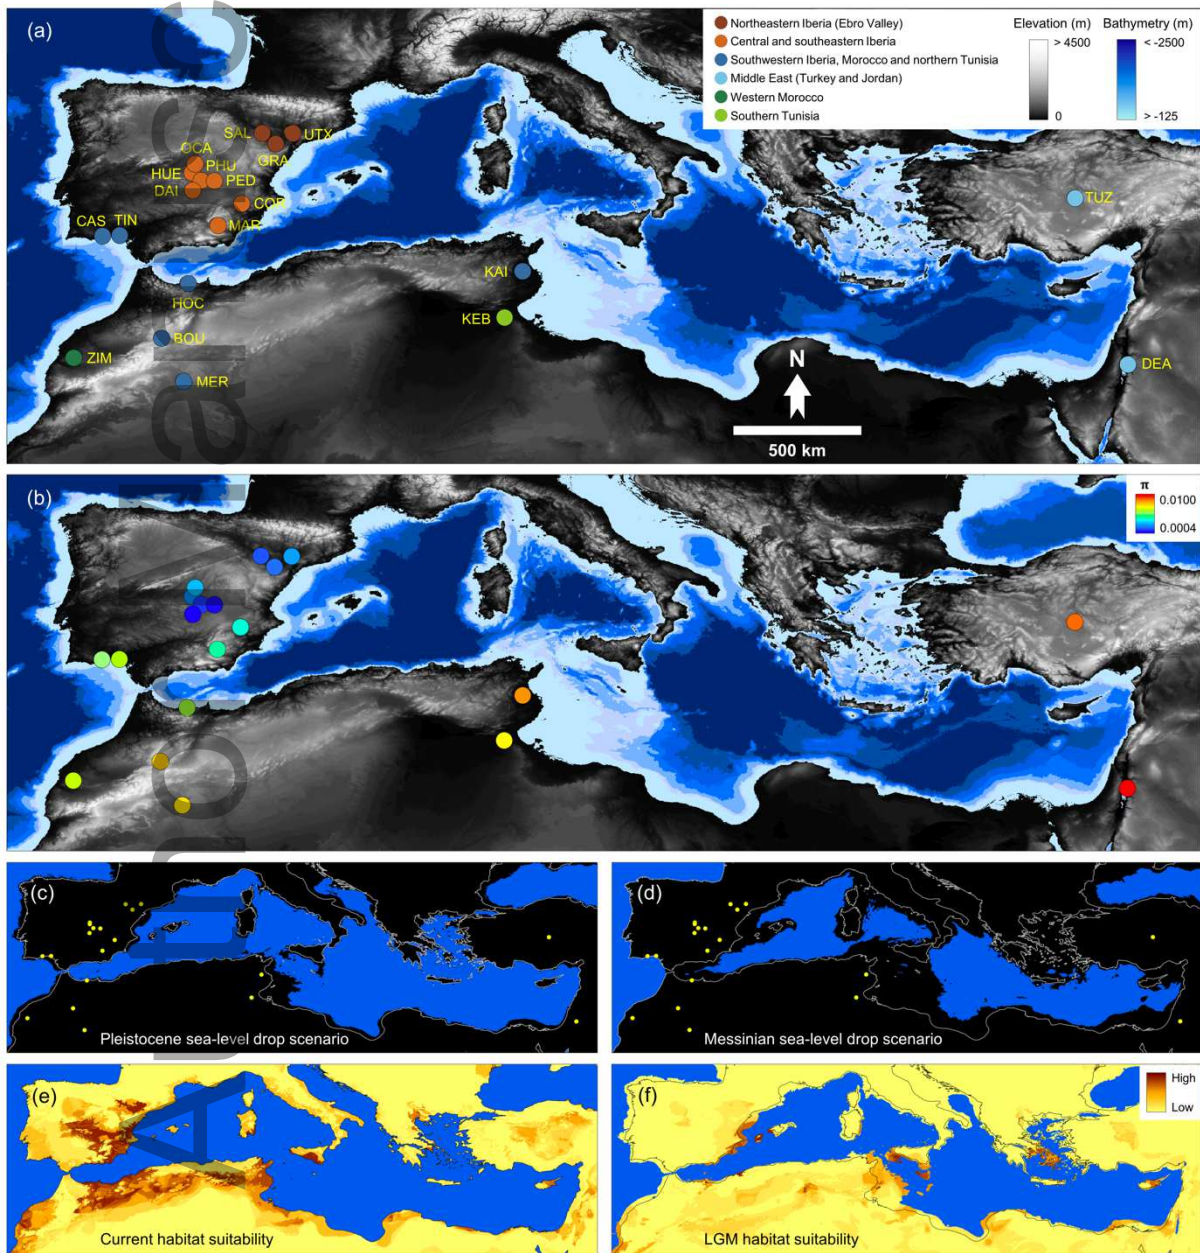 (a)
Northeastern Iberia (Ebro Valley)
Central and southeastern Iberia
Southwestern Iberia, Morocco and northern Tunisia
Middle East (Turkey and Jordan)
Western Morocco
Southern Tunisia
Elevation (m)
> 4500
0
Bathymetry (m)
< -2500
> -125
SAL
UTX
GRA
OCA
PHU
HUE
PED
DAI
COR
MAR
CAS
TIN
HOC
BOU
ZIM
MER
KAI
KEB
TUZ
DEA
N
500 km
(b)
π
0.0100
0.0004
(c)
Pleistocene sea-level drop scenario
(d)
Messinian sea-level drop scenario
(e)
Current habitat suitability
(f)
High
Low
LGM habitat suitability